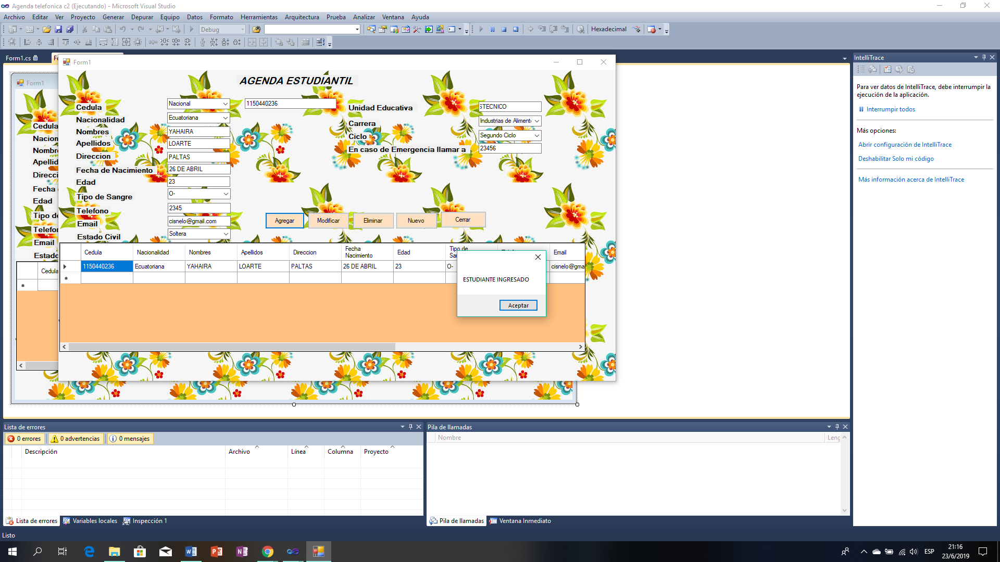 Agenda telefonica c2 (Ejecutando) - Microsoft Visual Studio
Archivo Editar Ver Proyecto Generar Depurar Equipo Datos Formato Herramientas Arquitectura Prueba Analizar Ventana Ayuda
Debug Hexadecimal
Form1.cs
Form1
AGENDA ESTUDIANTIL
Cedula Nacional 1150440236 Unidad Educativa STECNICO
Nacionalidad Ecuatoriana Carrera Industrias de Aliment
Nombres YAHAIRA
Apellidos LOARTE Ciclo Segundo Ciclo
Direccion PALTAS En caso de Emergencia llamar a 23456
Fecha de Nacimiento 26 DE ABRIL
Edad 23
Tipo de Sangre O-
Telefono 2345
Email cisnelo@gmail.com
Estado Civil Soltera
Agregar Modificar Eliminar Nuevo Cerrar
Cedula Nacionalidad Nombres Apellidos Direccion Fecha Nacimiento Edad Tipo de Email
1150440236 Ecuatoriana YAHAIRA LOARTE PALTAS 26 DE ABRIL 23 O- cisnelo@gma
ESTUDIANTE INGRESADO
Aceptar
Form1
Cedula
Nacion
Nombr
Apellid
Direcci
Fecha
Edad
Tipo de
Telefor
Email
Estado
Cedula
IntelliTrace
Para ver datos de IntelliTrace, debe interrumpir la
ejecución de la aplicación.
Interrumpir todos
Más opciones:
Abrir configuración de IntelliTrace
Deshabilitar Solo mi código
Más información acerca de IntelliTrace
Lista de errores
0 errores 0 advertencias 0 mensajes
Descripción Archivo Línea Columna Proyecto
Lista de errores Variables locales Inspección 1
Pila de llamadas
Nombre Leng
Pila de llamadas Ventana Inmediato
Listo
ESP
21:16
23/6/2019